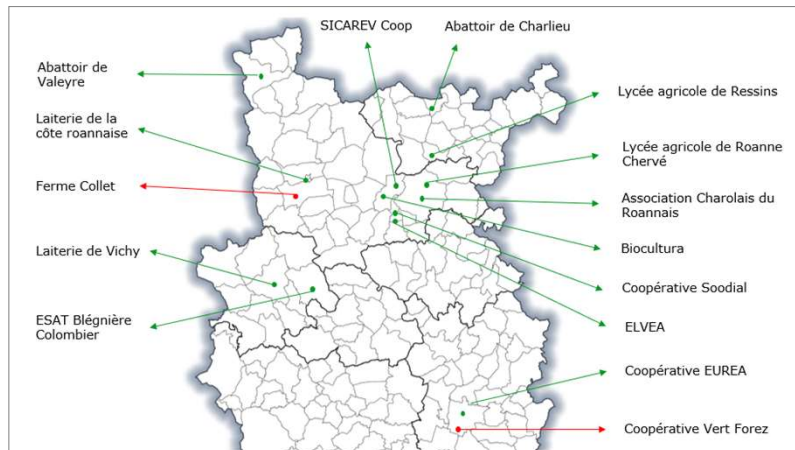 SICAREV Coop
Abattoir de Charlieu
Abattoir de
Valeyre
Laiterie de la
côte roannaise
Ferme Collet
Laiterie de Vichy
ESAT Blégnière
Colombier
Lycée agricole de Ressins
Lycée agricole de Roanne
Chervé
Association Charolais du
Roannais
Biocultura
Coopérative Soodial
ELVEA
Coopérative EUREA
Coopérative Vert Forez